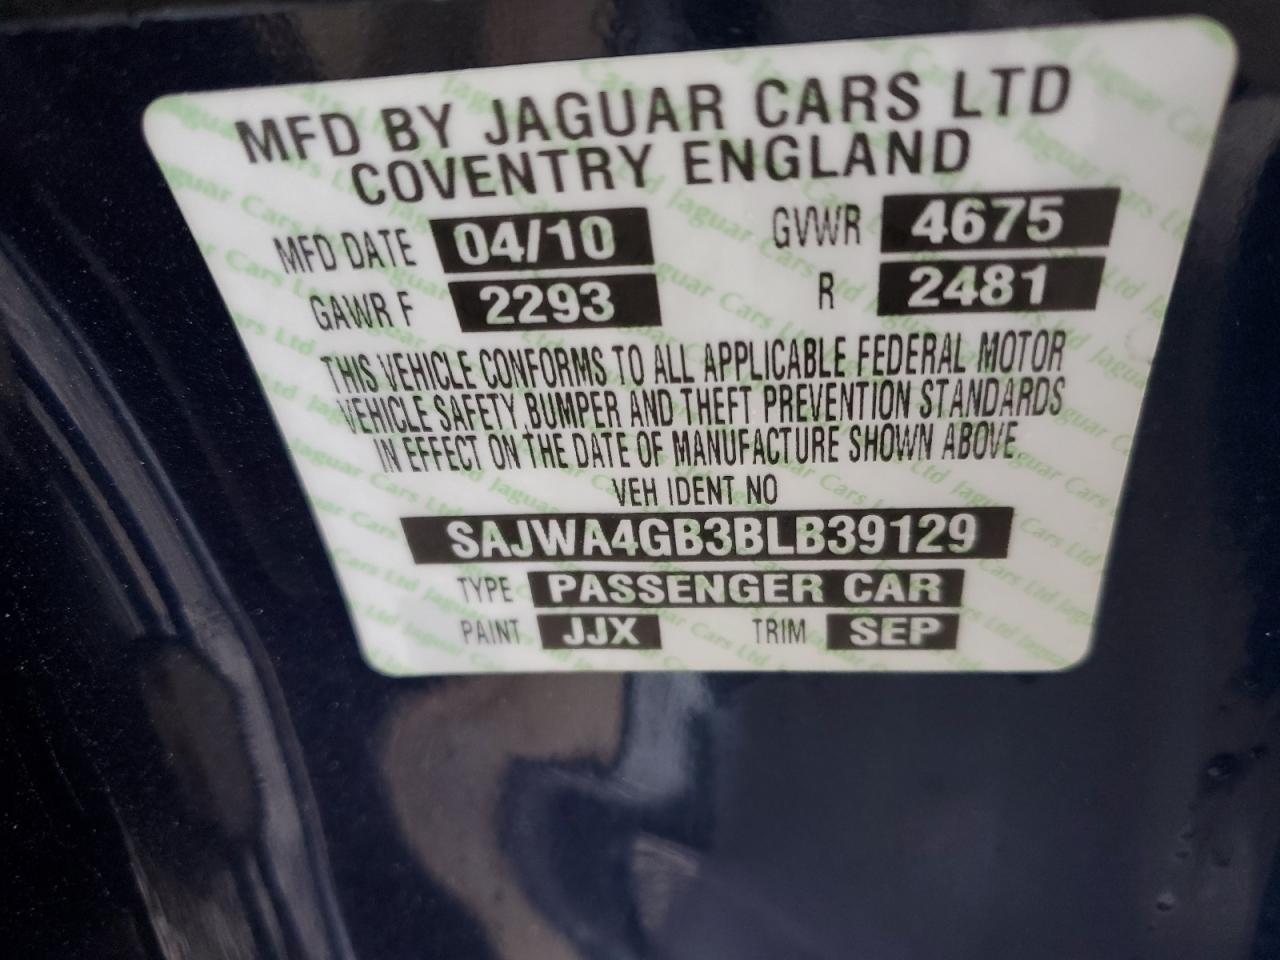 MFD BY JAGUAR CARS LTD
COVENTRY ENGLAND
MFD DATE 04/10 GVWR 4675
GAWR F 2293 R 2481
THIS VEHICLE CONFORMS TO ALL APPLICABLE FEDERAL MOTOR
VEHICLE SAFETY, BUMPER AND THEFT PREVENTION STANDARDS
IN EFFECT ON THE DATE OF MANUFACTURE SHOWN ABOVE.
VEH IDENT NO
SAJWA4GB3BLB39129
TYPE PASSENGER CAR
PAINT JJX TRIM SEP